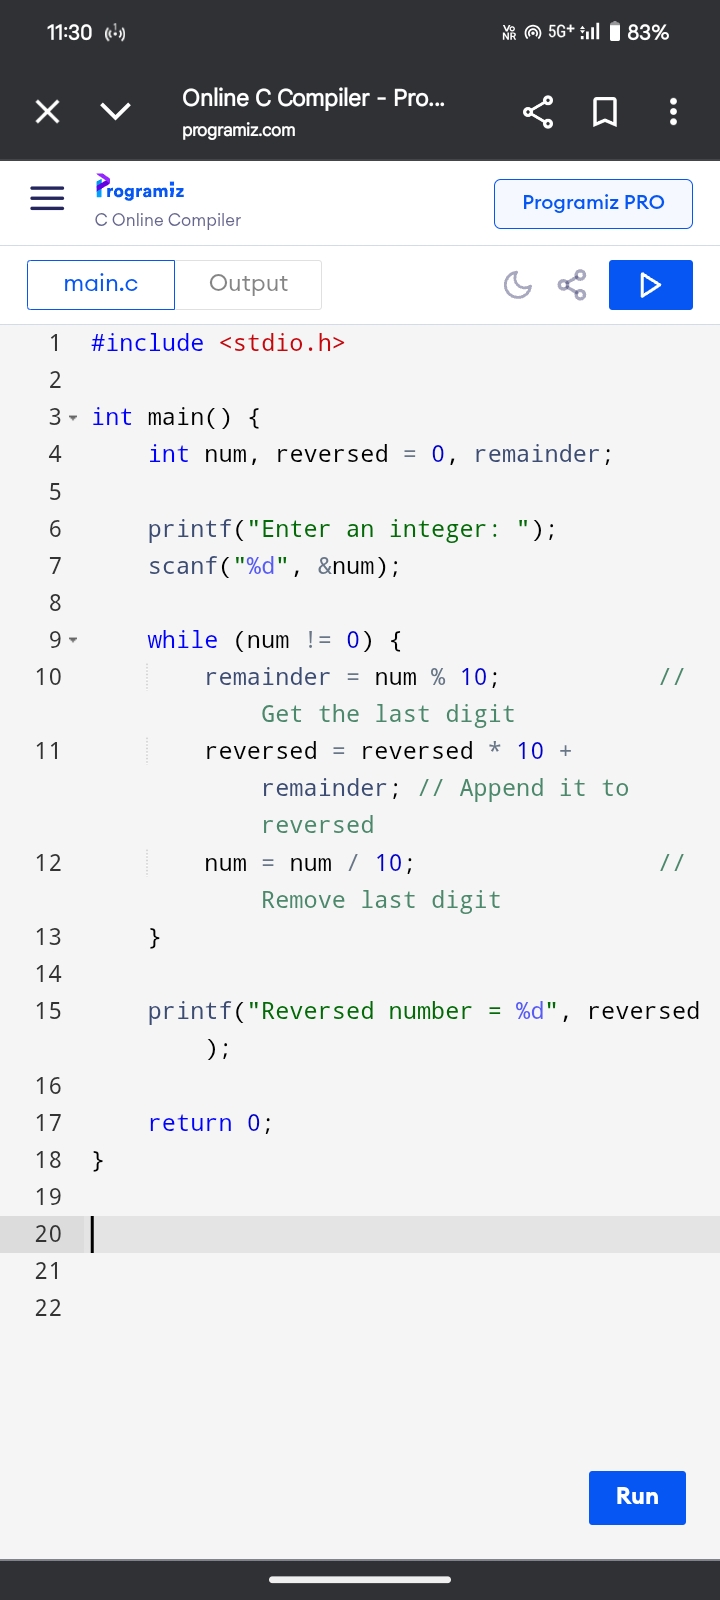 11:30 Vo NR 5G+ 83%
Online C Compiler - Pro...
programiz.com
Programiz
C Online Compiler
Programiz PRO
main.c Output
1 #include <stdio.h>
2
3 int main() {
4 int num, reversed = 0, remainder;
5
6 printf("Enter an integer: ");
7 scanf("%d", &num);
8
9 while (num != 0) {
10 remainder = num % 10; //
Get the last digit
11 reversed = reversed * 10 +
remainder; // Append it to
reversed
12 num = num / 10; //
Remove last digit
13 }
14
15 printf("Reversed number = %d", reversed
);
16
17 return 0;
18 }
19
20
21
22
Run